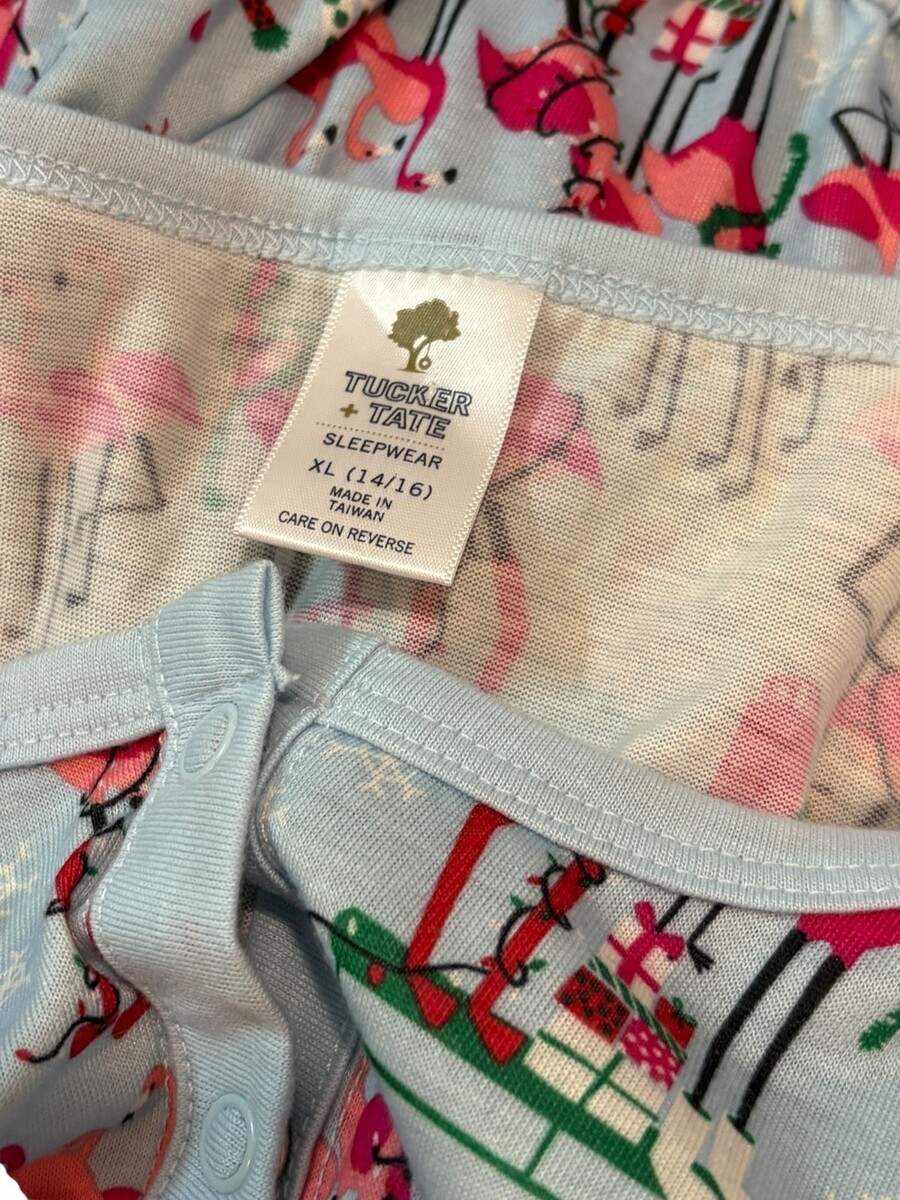 TUCKER
+ TATE
SLEEPWEAR
XL (14/16)
MADE IN
TAIWAN
CARE ON REVERSE